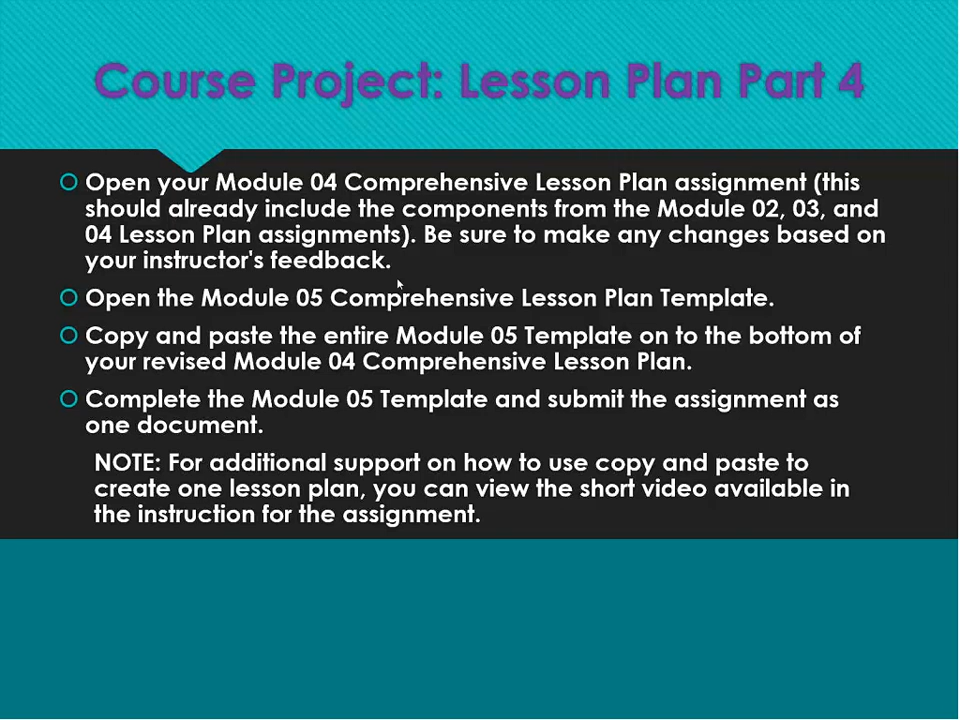 Course Project: Lesson Plan Part 4
Open your Module 04 Comprehensive Lesson Plan assignment (this
should already include the components from the Module 02, 03, and
04 Lesson Plan assignments). Be sure to make any changes based on
your instructor's feedback.
Open the Module 05 Comprehensive Lesson Plan Template.
Copy and paste the entire Module 05 Template on to the bottom of
your revised Module 04 Comprehensive Lesson Plan.
Complete the Module 05 Template and submit the assignment as
one document.
NOTE: For additional support on how to use copy and paste to
create one lesson plan, you can view the short video available in
the instruction for the assignment.